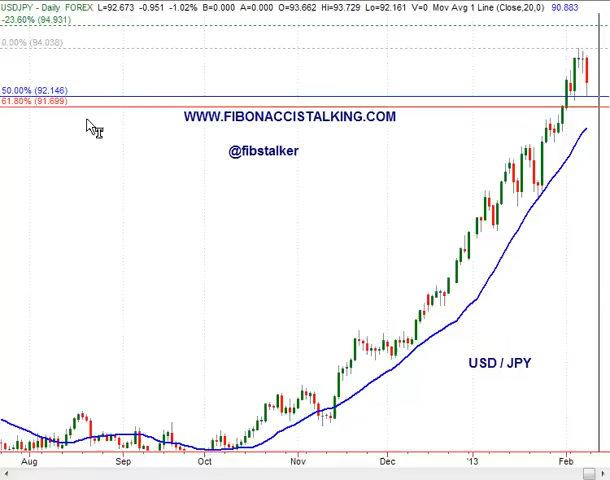 USDJPY - Daily FOREX L=92.673 -0.951 -1.02% B=0.000 A=0.000 O=93.662 Hi=93.729 Lo=92.161 V=0 Mov Avg 1 Line (Close,20,0) 90.883
-23.60% (94.931)
0.00% (94.038)
50.00% (92.146)
61.80% (91.699)
WWW.FIBONACCISTALKING.COM
@fibstalker
USD / JPY
Aug Sep Oct Nov Dec '13 Feb